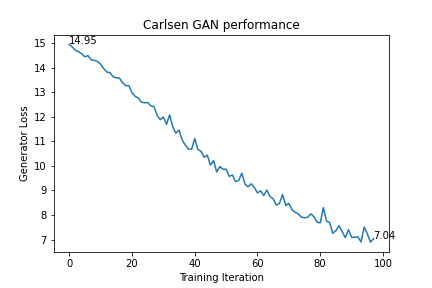 Carlsen GAN performance
14.95
7.04
15
14
13
12
11
10
9
8
7
Generator Loss
0 20 40 60 80 100
Training Iteration